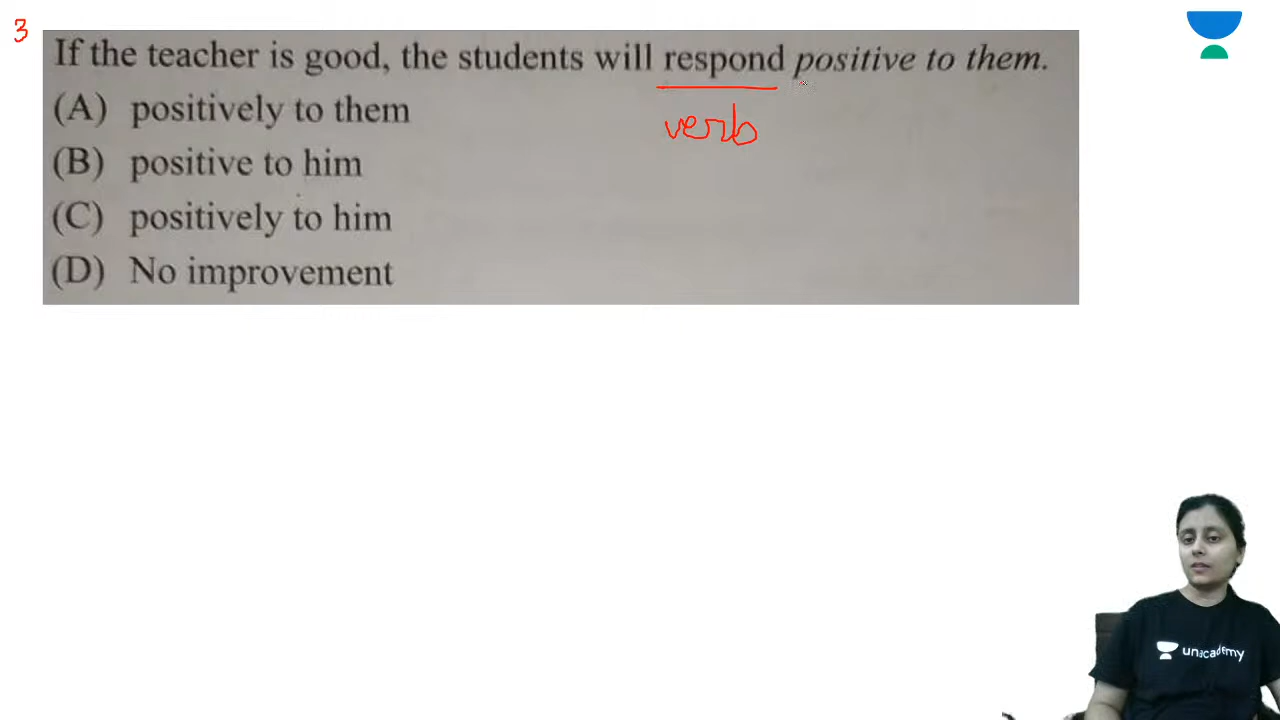 3
If the teacher is good, the students will respond positive to them.
(A) positively to them
verb
(B) positive to him
(C) positively to him
(D) No improvement
unacademy